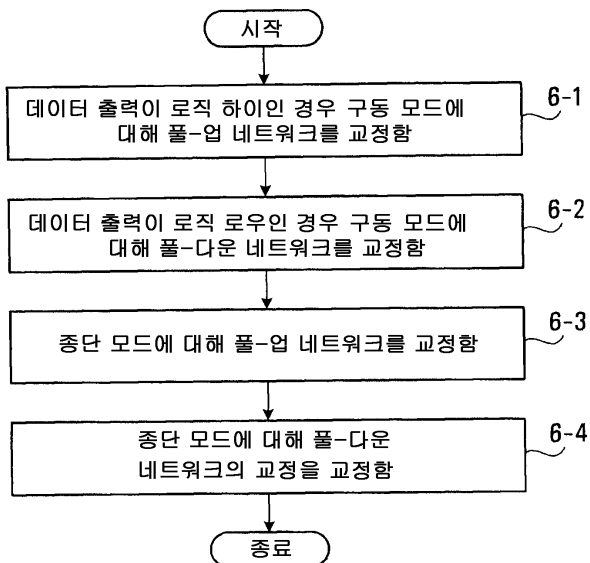 시작
데이터 출력이 로직 하이인 경우 구동 모드에
대해 풀-업 네트워크를 교정함
6-1
데이터 출력이 로직 로우인 경우 구동 모드에
대해 풀-다운 네트워크를 교정함
6-2
종단 모드에 대해 풀-업 네트워크를 교정함
6-3
종단 모드에 대해 풀-다운
네트워크의 교정을 교정함
6-4
종료